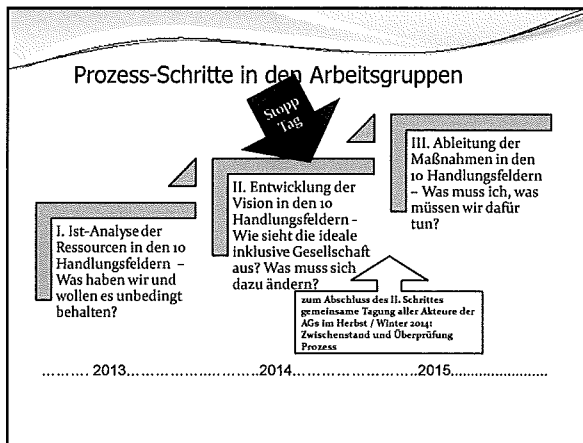 Prozess-Schritte in den Arbeitsgruppen
Stopp
Tag
I. Ist-Analyse der
Ressourcen in den 10
Handlungsfeldern –
Was haben wir und
wollen es unbedingt
behalten?
II. Entwicklung der
Vision in den 10
Handlungsfeldern -
Wie sieht die ideale
inklusive Gesellschaft
aus? Was muss sich
dazu ändern?
III. Ableitung der
Maßnahmen in den
10 Handlungsfeldern
– Was muss ich, was
müssen wir dafür
tun?
zum Abschluss des II. Schrittes
gemeinsame Tagung aller Akteure der
AGs im Herbst / Winter 2014:
Zwischenstand und Überprüfung
Prozess
.......... 2013..............................2014..............................2015........................